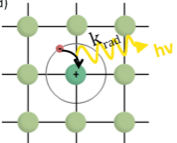 d)
k_rad
hν
- +